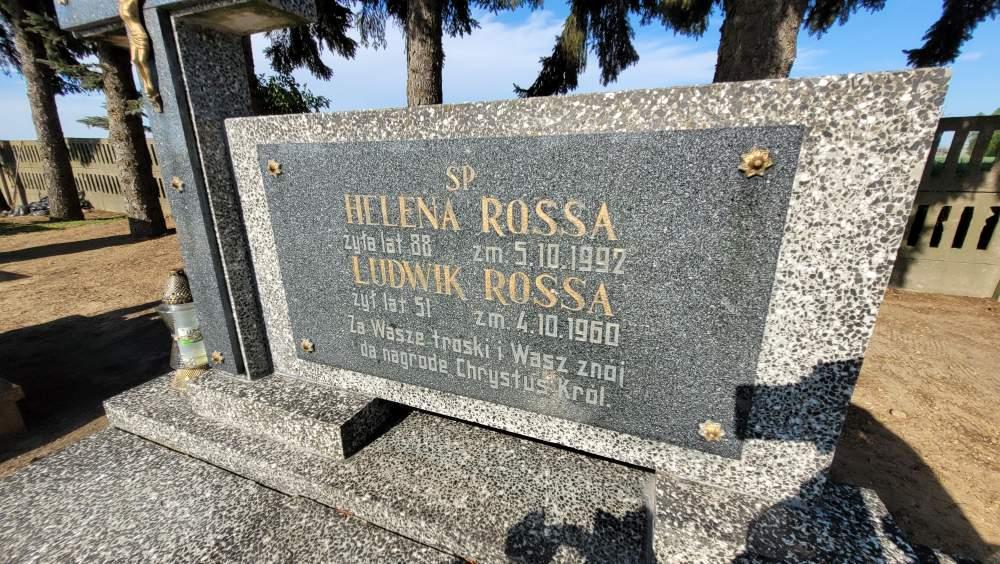 ŚP
HELENA ROSSA
żyła lat 88 zm. 5.10.1992
LUDWIK ROSSA
żył lat 51 zm. 4.10.1960
Za Wasze troski i Wasz znój
da nagrodę Chrystus Król.